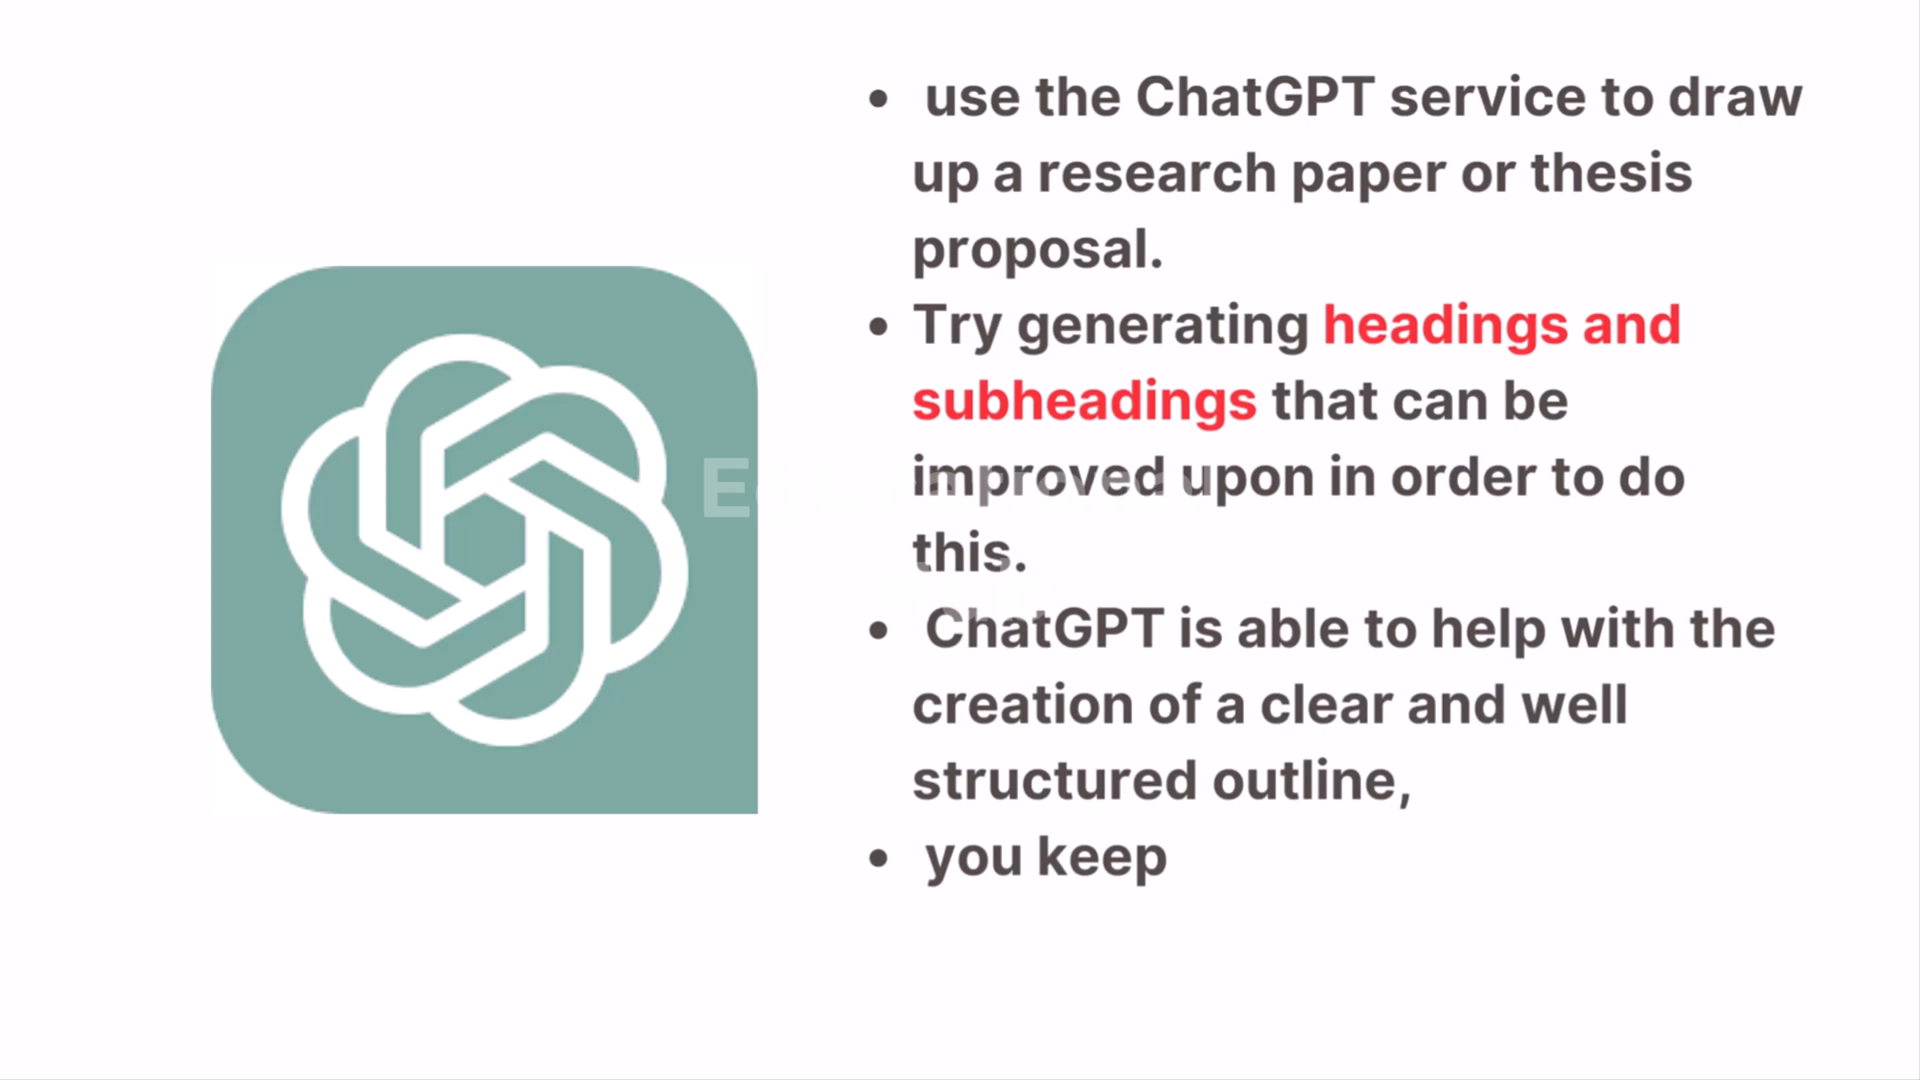 • use the ChatGPT service to draw
up a research paper or thesis
proposal.
• Try generating headings and
subheadings that can be
improved upon in order to do
this.
• ChatGPT is able to help with the
creation of a clear and well
structured outline,
• you keep